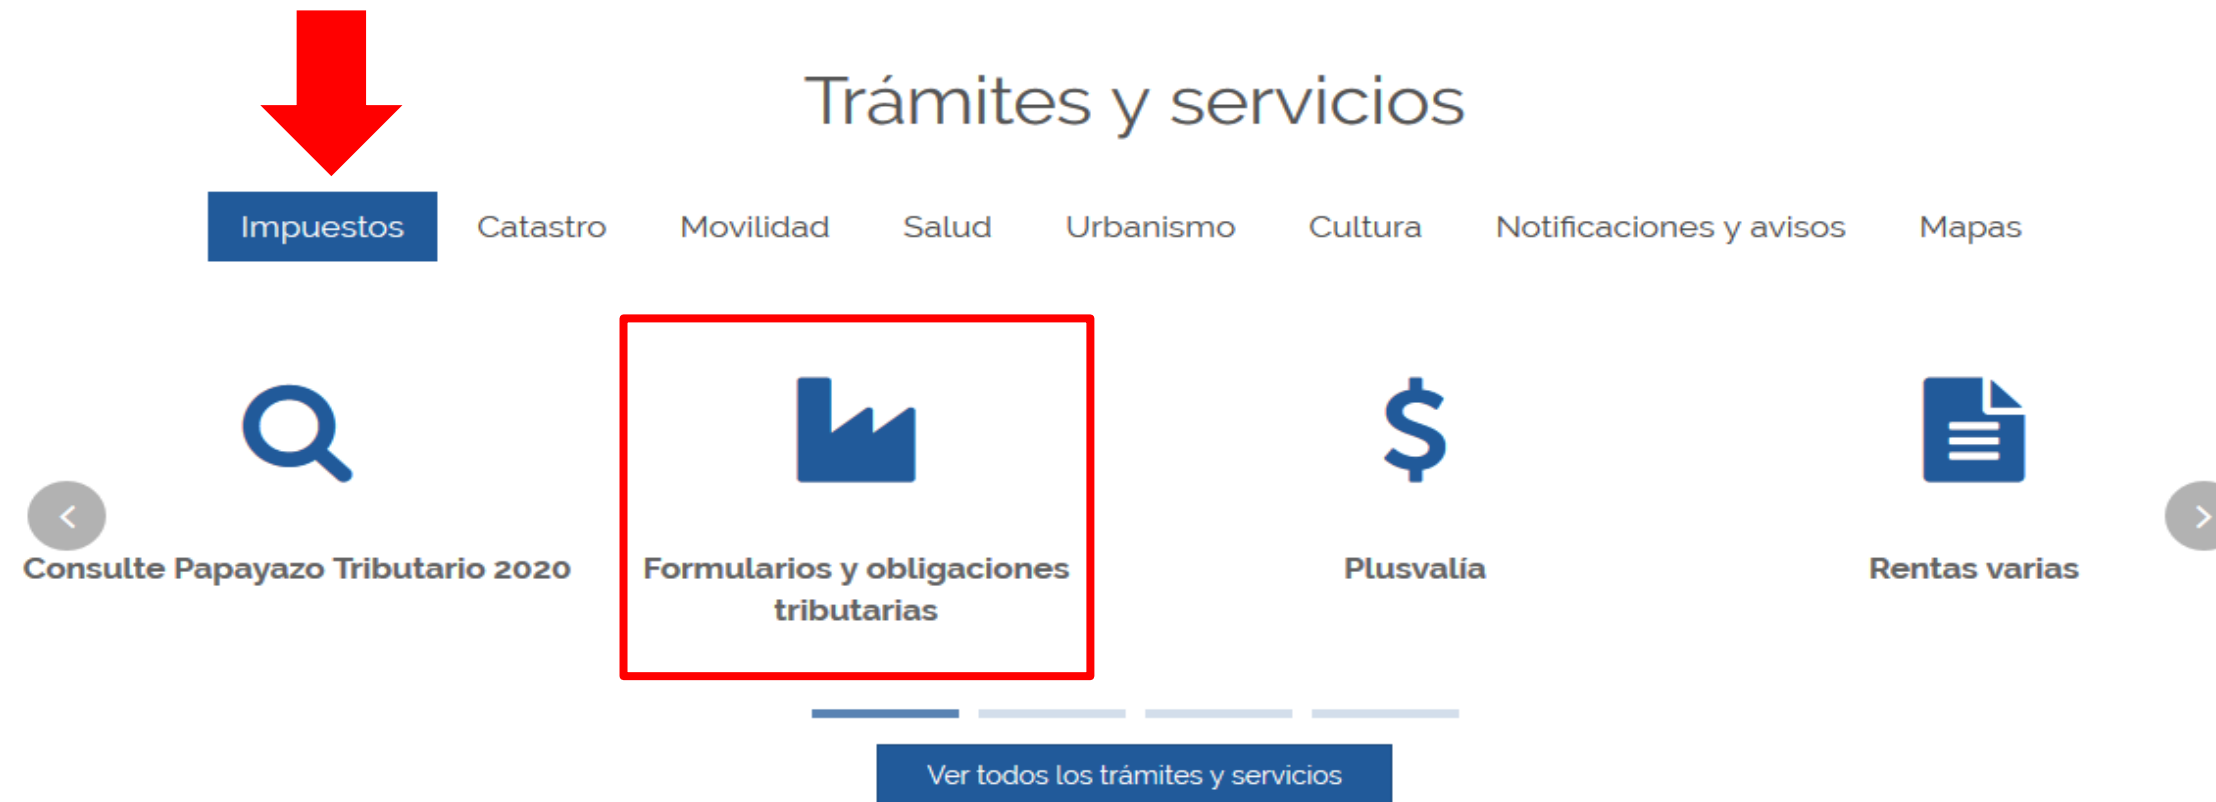 Trámites y servicios
Impuestos Catastro Movilidad Salud Urbanismo Cultura Notificaciones y avisos Mapas
Consulte Papayazo Tributario 2020
Formularios y obligaciones
tributarias
Plusvalía
Rentas varias
Ver todos los trámites y servicios